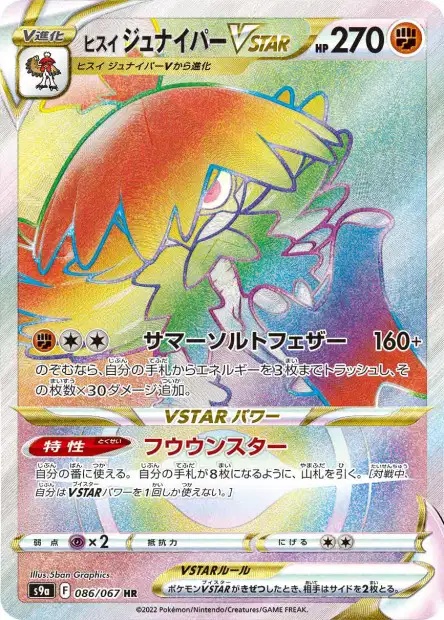 V進化
ヒスイ ジュナイパーVSTAR HP270
ヒスイ ジュナイパーVから進化
サマーソルトフェザー 160+
のぞむなら、自分の手札からエネルギーを3枚までトラッシュし、そ
の枚数×30ダメージ追加。
VSTARパワー
特性 フウウンスター
自分の番に使える。自分の手札が8枚になるように、山札を引く。[対戦中、
自分はVSTARパワーを1回しか使えない。]
弱点 ×2 抵抗力 にげる
Illus. 5ban Graphics
VSTARルール
s9a F 086/067 HR
ポケモンVSTARがきぜつしたとき、相手はサイドを2枚とる。
©2022 Pokémon/Nintendo/Creatures/GAME FREAK.